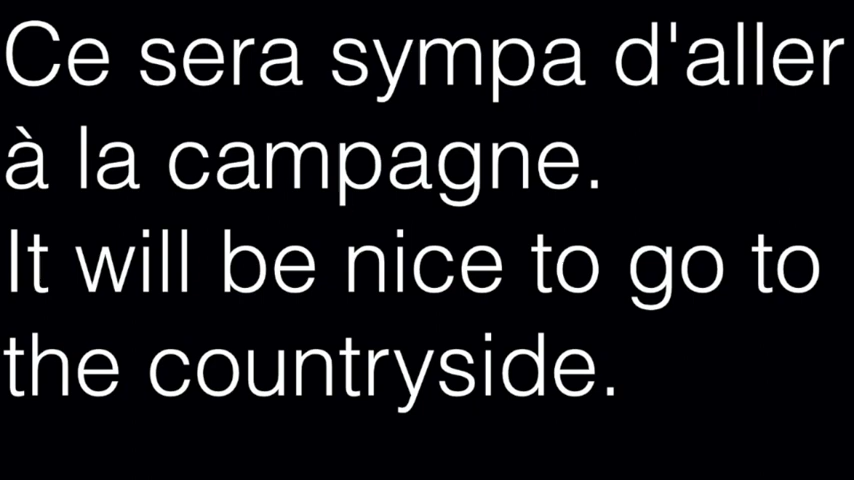 Ce sera sympa d'aller
à la campagne.
It will be nice to go to
the countryside.